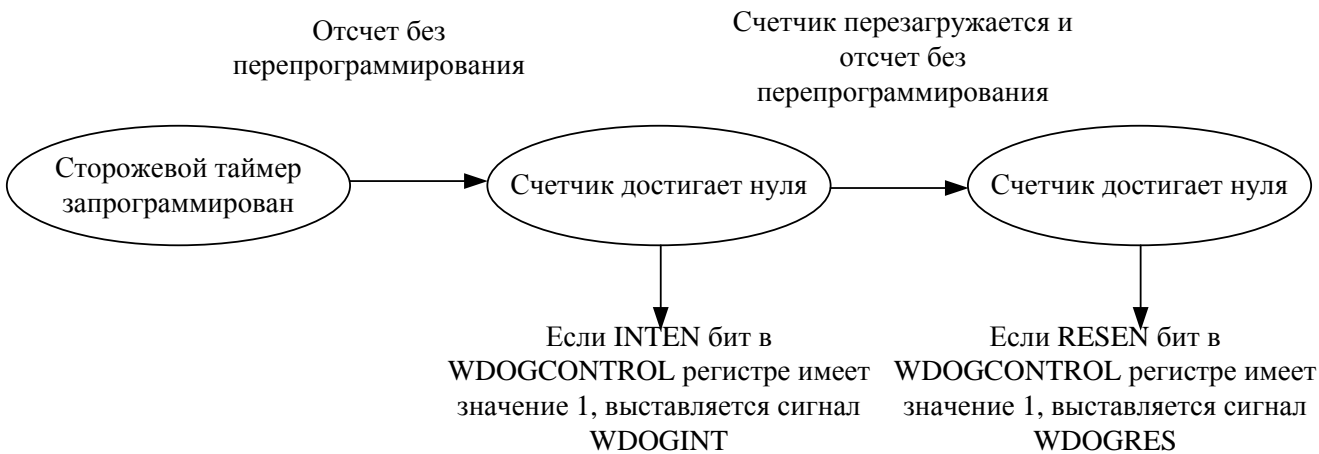 Отсчет без
перепрограммирования
Счетчик перезагружается и
отсчет без
перепрограммирования
Сторожевой таймер
запрограммирован
Счетчик достигает нуля
Счетчик достигает нуля
Если INTEN бит в
WDOGCONTROL регистре имеет
значение 1, выставляется сигнал
WDOGINT
Если RESEN бит в
WDOGCONTROL регистре имеет
значение 1, выставляется сигнал
WDOGRES